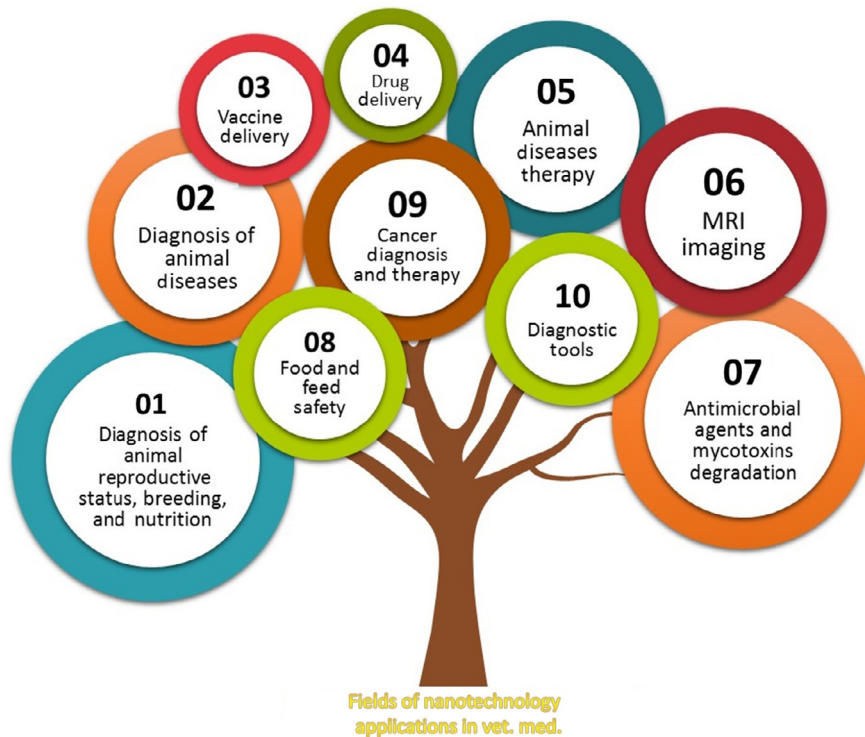 01
Diagnosis of
animal
reproductive
status, breeding,
and nutrition
02
Diagnosis of
animal
diseases
03
Vaccine
delivery
04
Drug
delivery
05
Animal
diseases
therapy
06
MRI
imaging
07
Antimicrobial
agents and
mycotoxins
degradation
08
Food and
feed
safety
09
Cancer
diagnosis
and therapy
10
Diagnostic
tools
Fields of nanotechnology
applications in vet. med.